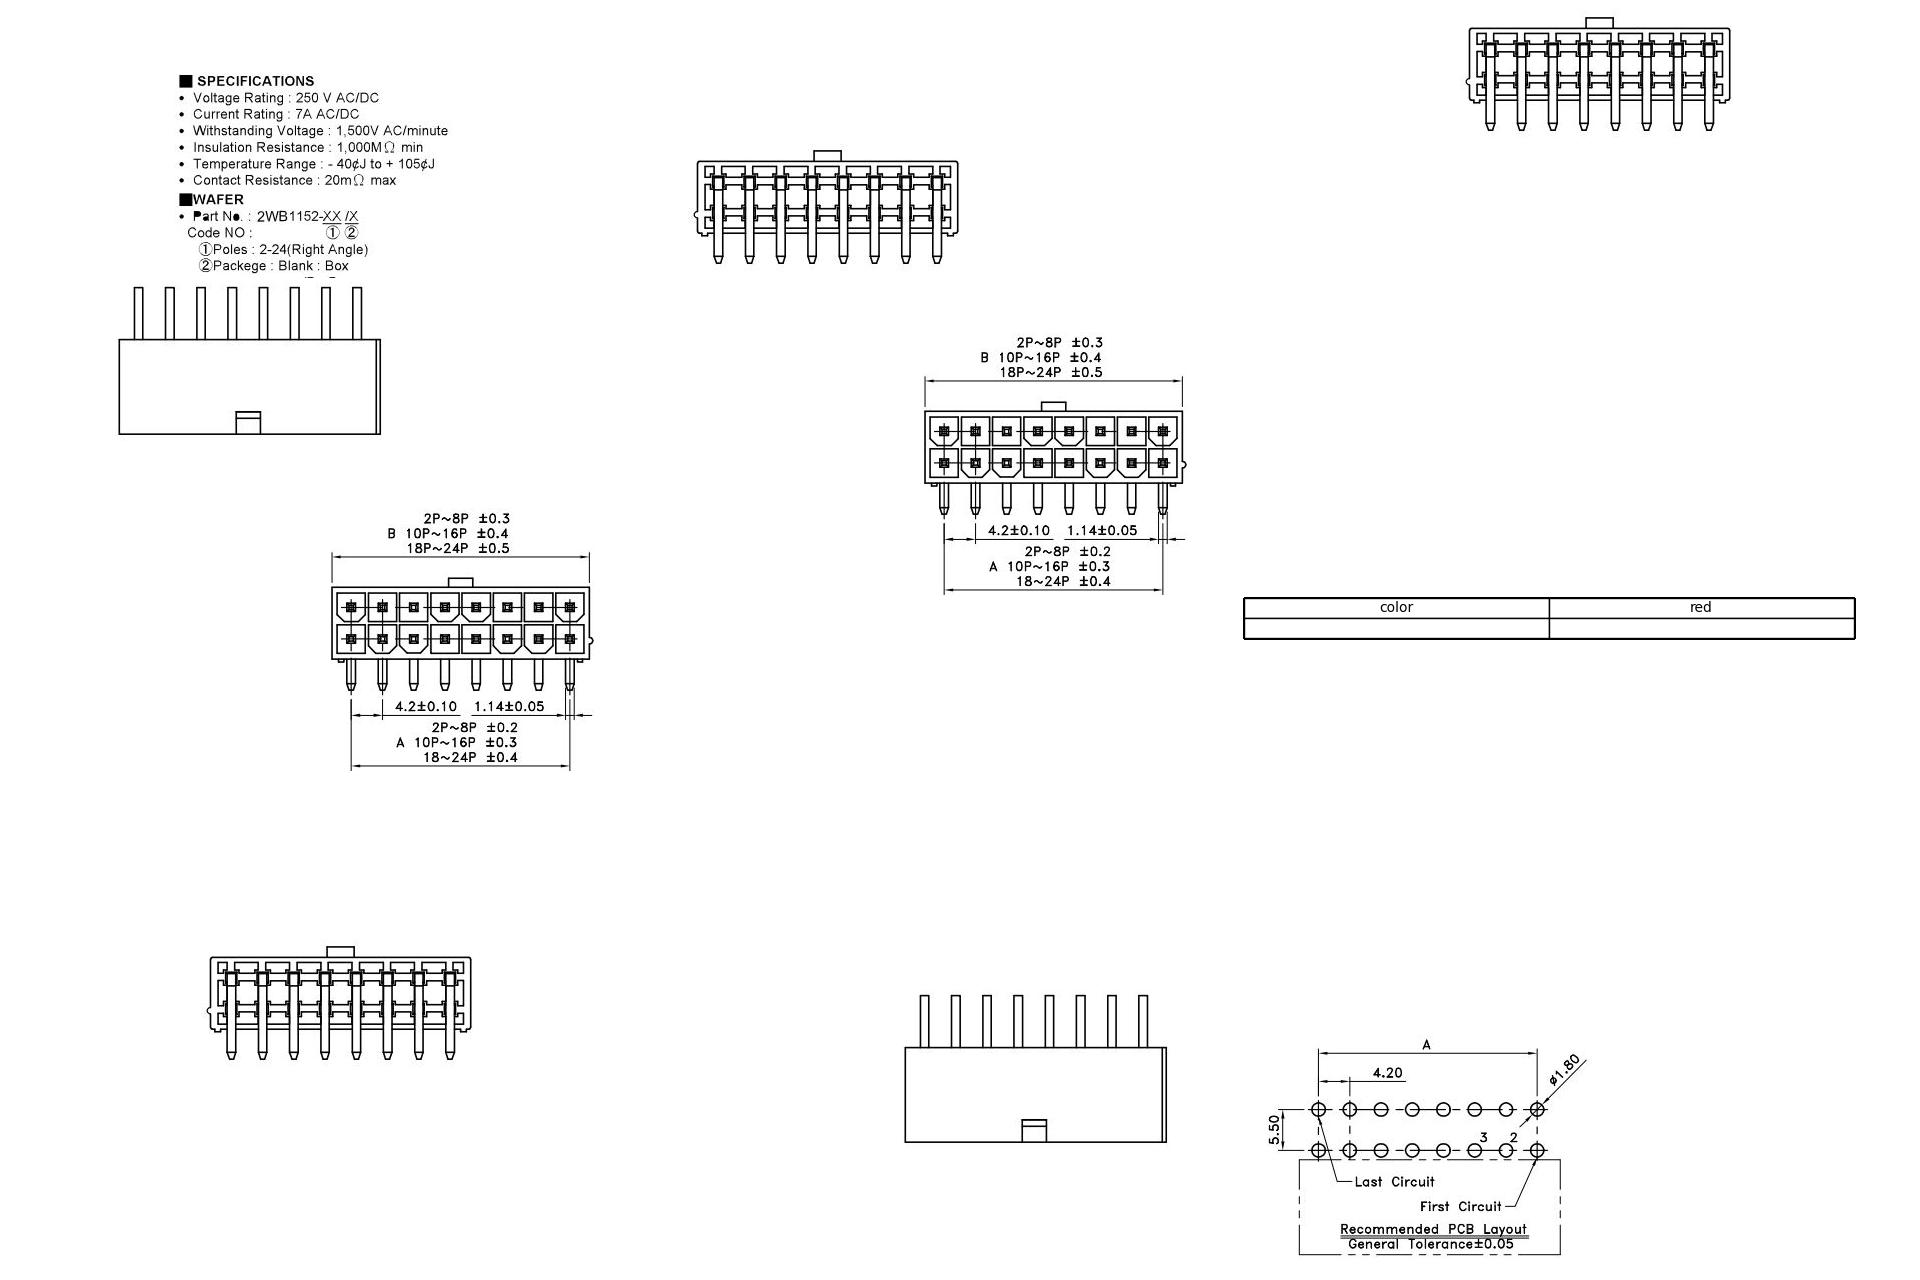 ■ SPECIFICATIONS
• Voltage Rating : 250 V AC/DC
• Current Rating : 7A AC/DC
• Withstanding Voltage : 1,500V AC/minute
• Insulation Resistance : 1,000MΩ min
• Temperature Range : - 40¢J to + 105¢J
• Contact Resistance : 20mΩ max
■WAFER
• Part No. : 2WB1152-XX /X
Code NO : ① ②
①Poles : 2-24(Right Angle)
②Packege : Blank : Box
2P~8P ±0.3
B 10P~16P ±0.4
18P~24P ±0.5
4.2±0.10 1.14±0.05
2P~8P ±0.2
A 10P~16P ±0.3
18~24P ±0.4
2P~8P ±0.3
B 10P~16P ±0.4
18P~24P ±0.5
4.2±0.10 1.14±0.05
2P~8P ±0.2
A 10P~16P ±0.3
18~24P ±0.4
color red
A
4.20
ø1.80
5.50
3 2
Last Circuit
First Circuit
Recommended PCB Layout
General Tolerance±0.05